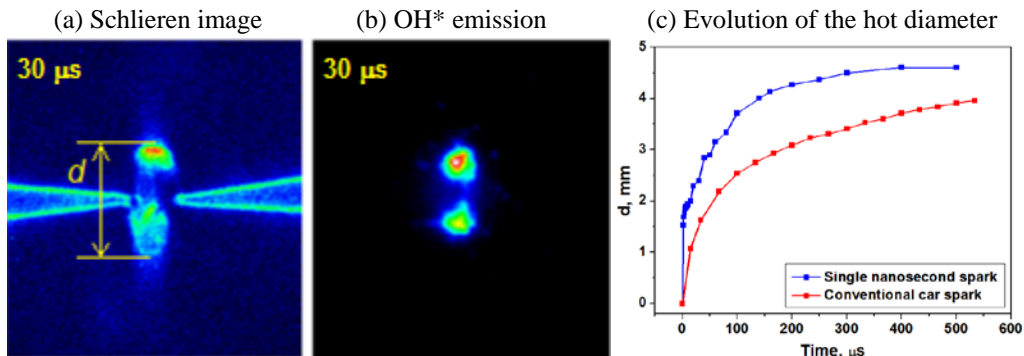 (a) Schlieren image
(b) OH* emission
(c) Evolution of the hot diameter
30 µs
d
30 µs
5
4
3
2
1
0
d, mm
Single nanosecond spark
Conventional car spark
0
100
200
300
400
500
600
Time, µs